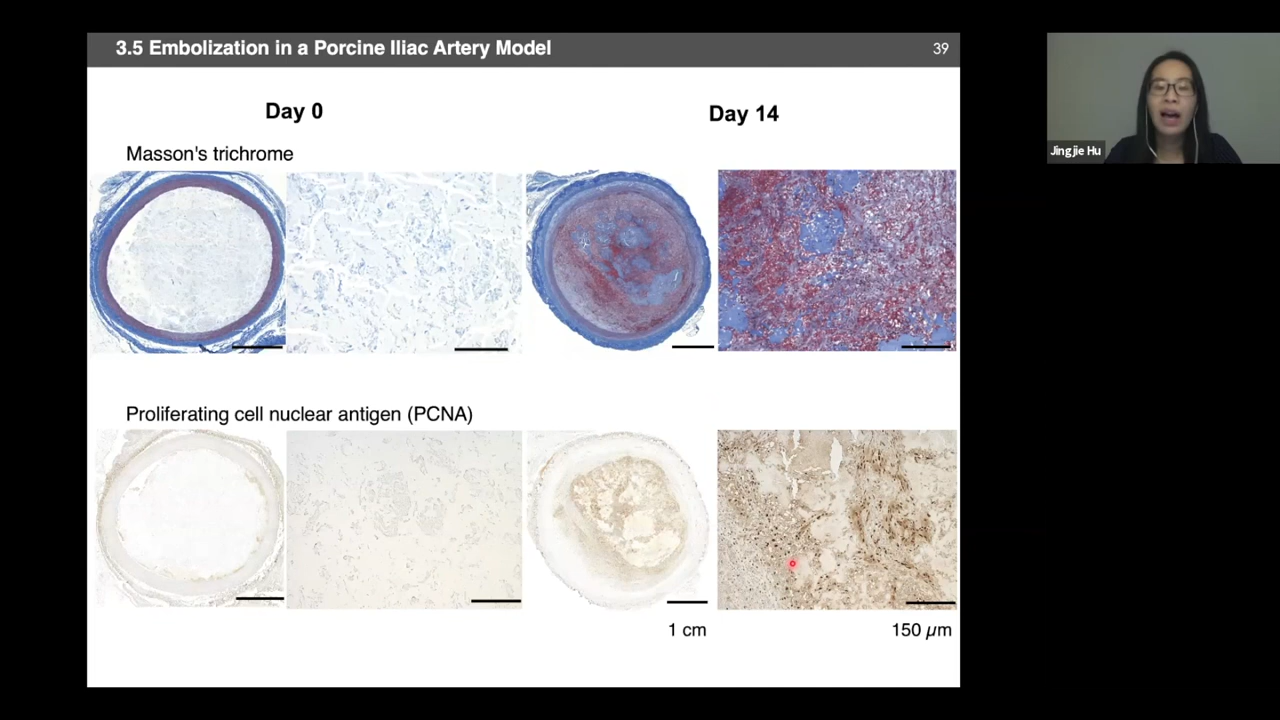 3.5 Embolization in a Porcine Iliac Artery Model
39
Day 0
Day 14
Masson's trichrome
Proliferating cell nuclear antigen (PCNA)
1 cm
150 µm
Jingjie Hu